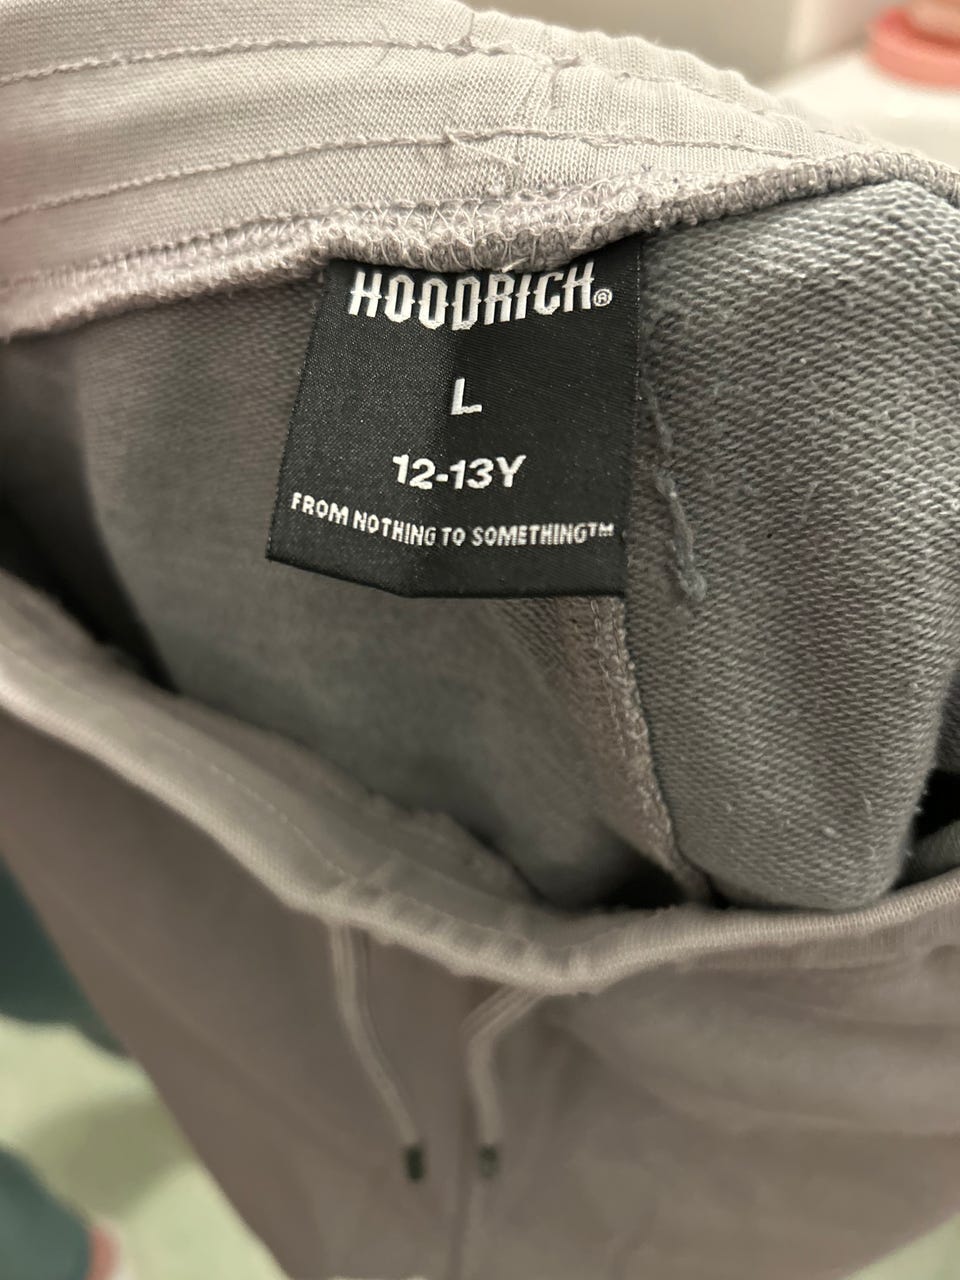 HOODRICH®
L
12-13Y
FROM NOTHING TO SOMETHING™